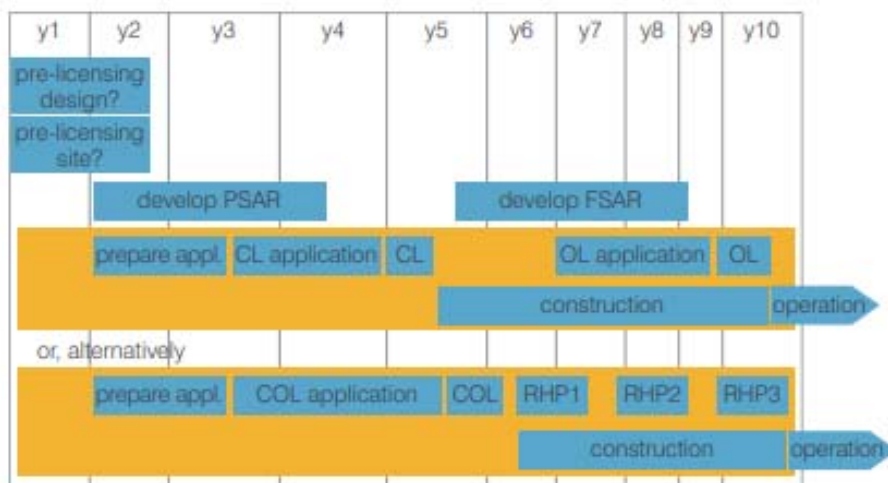 y1 y2 y3 y4 y5 y6 y7 y8 y9 y10
pre-licensing
design?
pre-licensing
site?
develop PSAR develop FSAR
prepare appl. CL application CL OL application OL
construction operation
or, alternatively
prepare appl. COL application COL RHP1 RHP2 RHP3
construction operation